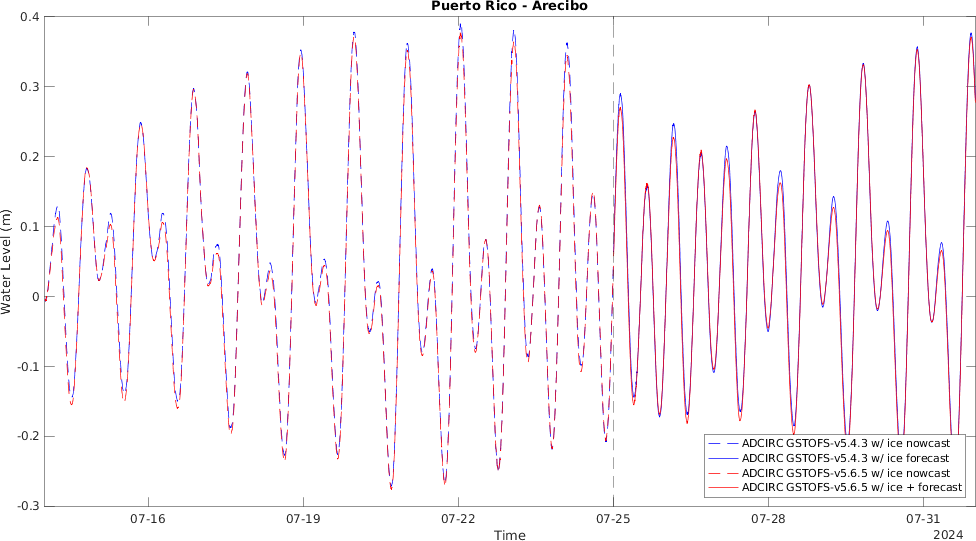 Puerto Rico - Arecibo
0.4
0.3
0.2
0.1
0
-0.1
-0.2
-0.3
Water Level (m)
07-16
07-19
07-22
07-25
07-28
07-31
Time
2024
ADCIRC GSTOFS-v5.4.3 w/ ice nowcast
ADCIRC GSTOFS-v5.4.3 w/ ice forecast
ADCIRC GSTOFS-v5.6.5 w/ ice nowcast
ADCIRC GSTOFS-v5.6.5 w/ ice + forecast